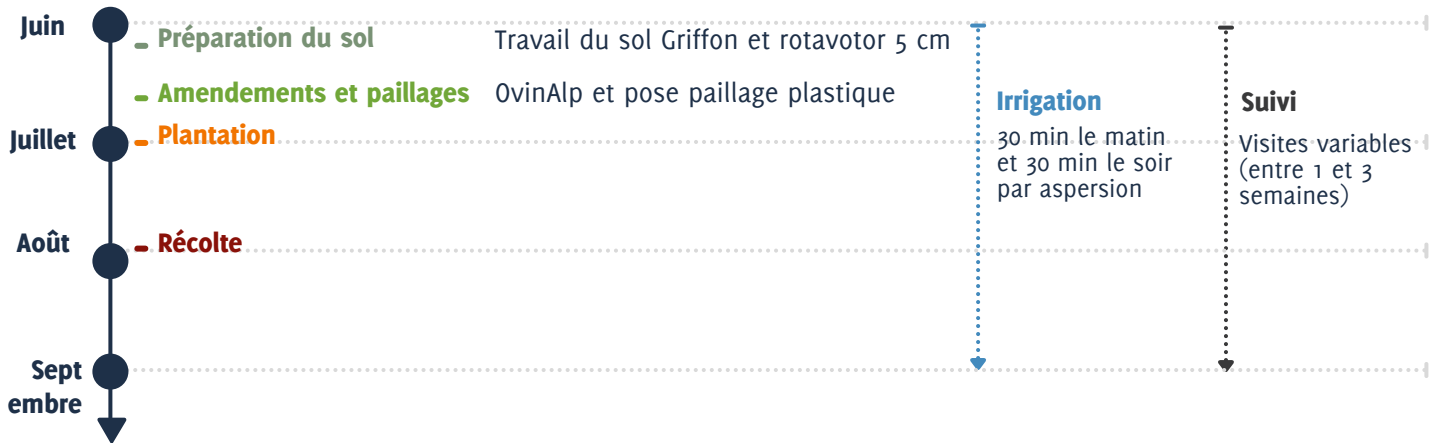 Juin
Préparation du sol
Travail du sol Griffon et rotavotor 5 cm
Amendements et paillages
OvinAlp et pose paillage plastique
Irrigation
30 min le matin
et 30 min le soir
par aspersion
Suivi
Visites variables
(entre 1 et 3
semaines)
Juillet
Plantation
Août
Récolte
Sept
embre